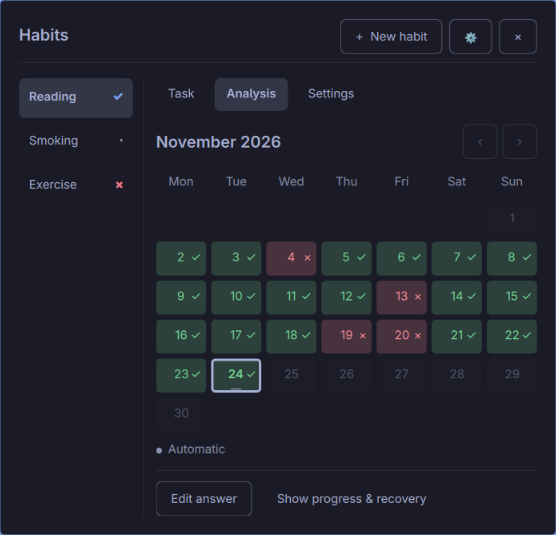 Habits
+ New habit ⚙️ ×
Reading ✓
Smoking ·
Exercise ×
Task Analysis Settings
November 2026 ‹ ›
Mon Tue Wed Thu Fri Sat Sun
1
2 ✓ 3 ✓ 4 × 5 ✓ 6 ✓ 7 ✓ 8 ✓
9 ✓ 10 ✓ 11 ✓ 12 ✓ 13 × 14 ✓ 15 ✓
16 ✓ 17 ✓ 18 ✓ 19 × 20 × 21 ✓ 22 ✓
23 ✓ 24 ✓ 25 26 27 28 29
30
● Automatic
Edit answer Show progress & recovery